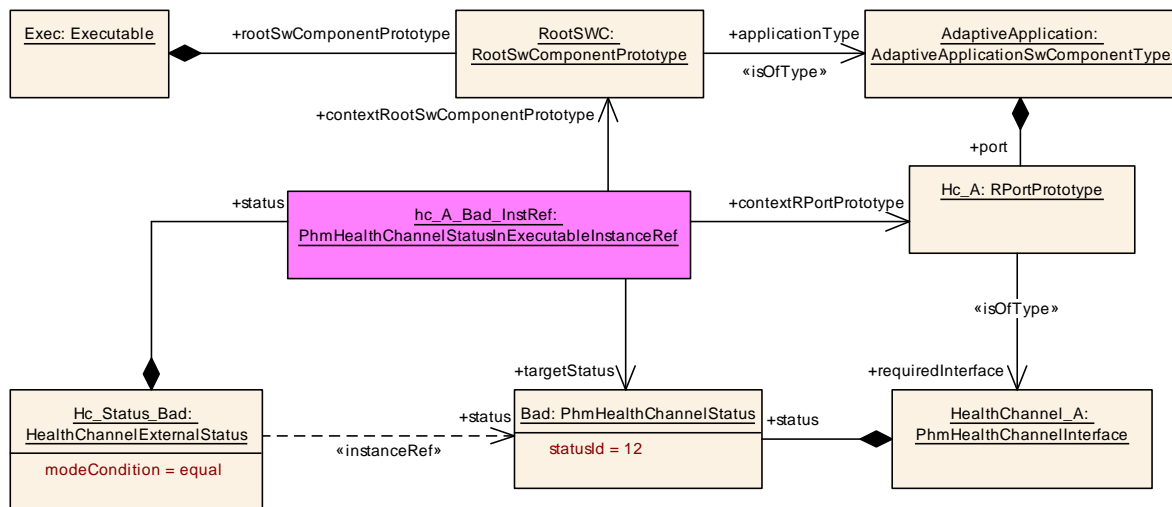 Exec: Executable
+rootSwComponentPrototype
RootSWC:
RootSwComponentPrototype
+applicationType
«isOfType»
AdaptiveApplication:
AdaptiveApplicationSwComponentType
+contextRootSwComponentPrototype
+port
Hc_A: RPortPrototype
+status
hc_A_Bad_InstRef:
PhmHealthChannelStatusInExecutableInstanceRef
+contextRPortPrototype
«isOfType»
+targetStatus
+requiredInterface
Hc_Status_Bad:
HealthChannelExternalStatus
modeCondition = equal
+status
«instanceRef»
Bad: PhmHealthChannelStatus
statusId = 12
+status
HealthChannel_A:
PhmHealthChannelInterface